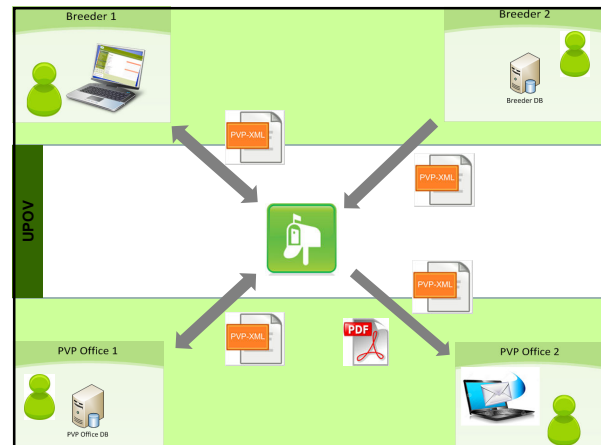 Breeder 1
Breeder 2
Breeder DB
PVP-XML
PVP-XML
UPOV
PVP-XML
PVP-XML
PDF
PVP Office 1
PVP Office 2
PVP Office DB